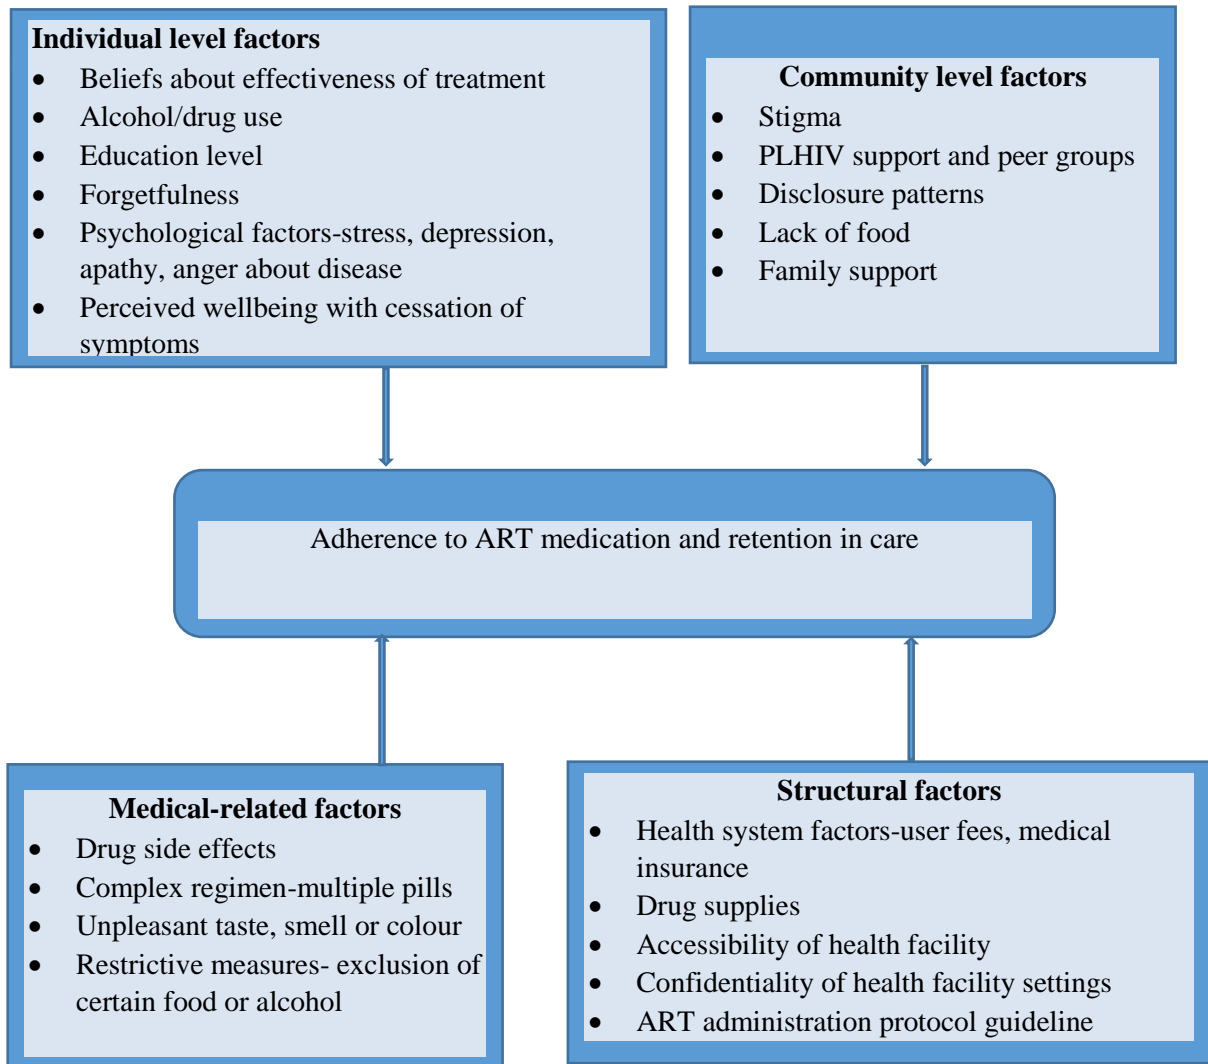 Individual level factors
• Beliefs about effectiveness of treatment
• Alcohol/drug use
• Education level
• Forgetfulness
• Psychological factors-stress, depression,
apathy, anger about disease
• Perceived wellbeing with cessation of
symptoms
Community level factors
• Stigma
• PLHIV support and peer groups
• Disclosure patterns
• Lack of food
• Family support
Adherence to ART medication and retention in care
Medical-related factors
• Drug side effects
• Complex regimen-multiple pills
• Unpleasant taste, smell or colour
• Restrictive measures- exclusion of
certain food or alcohol
Structural factors
• Health system factors-user fees, medical
insurance
• Drug supplies
• Accessibility of health facility
• Confidentiality of health facility settings
• ART administration protocol guideline